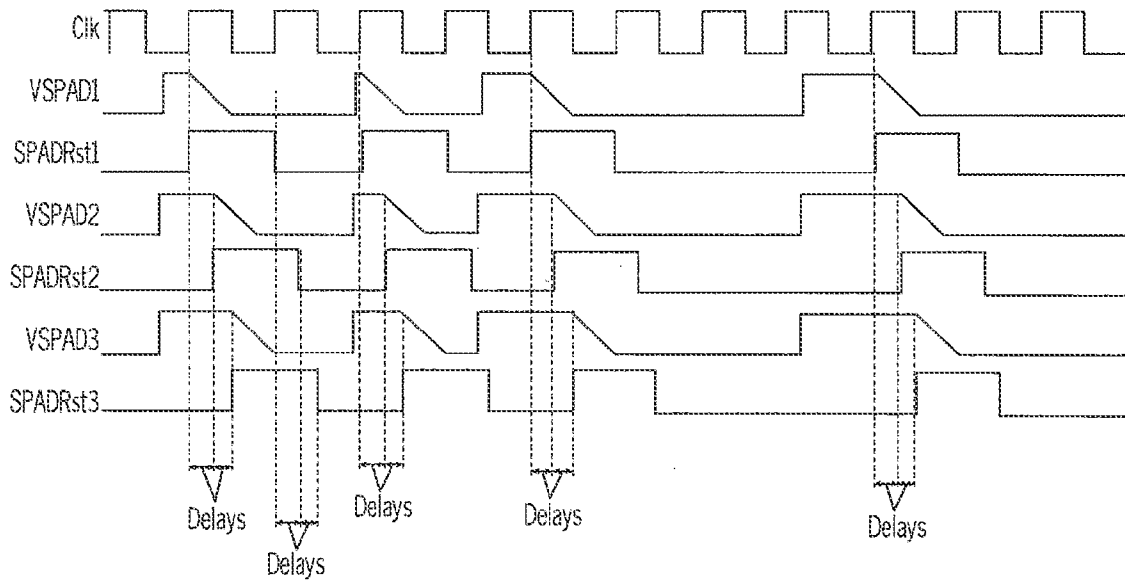 Clk
VSPAD1
SPADRst1
VSPAD2
SPADRst2
VSPAD3
SPADRst3
Delays
Delays
Delays
Delays
Delays